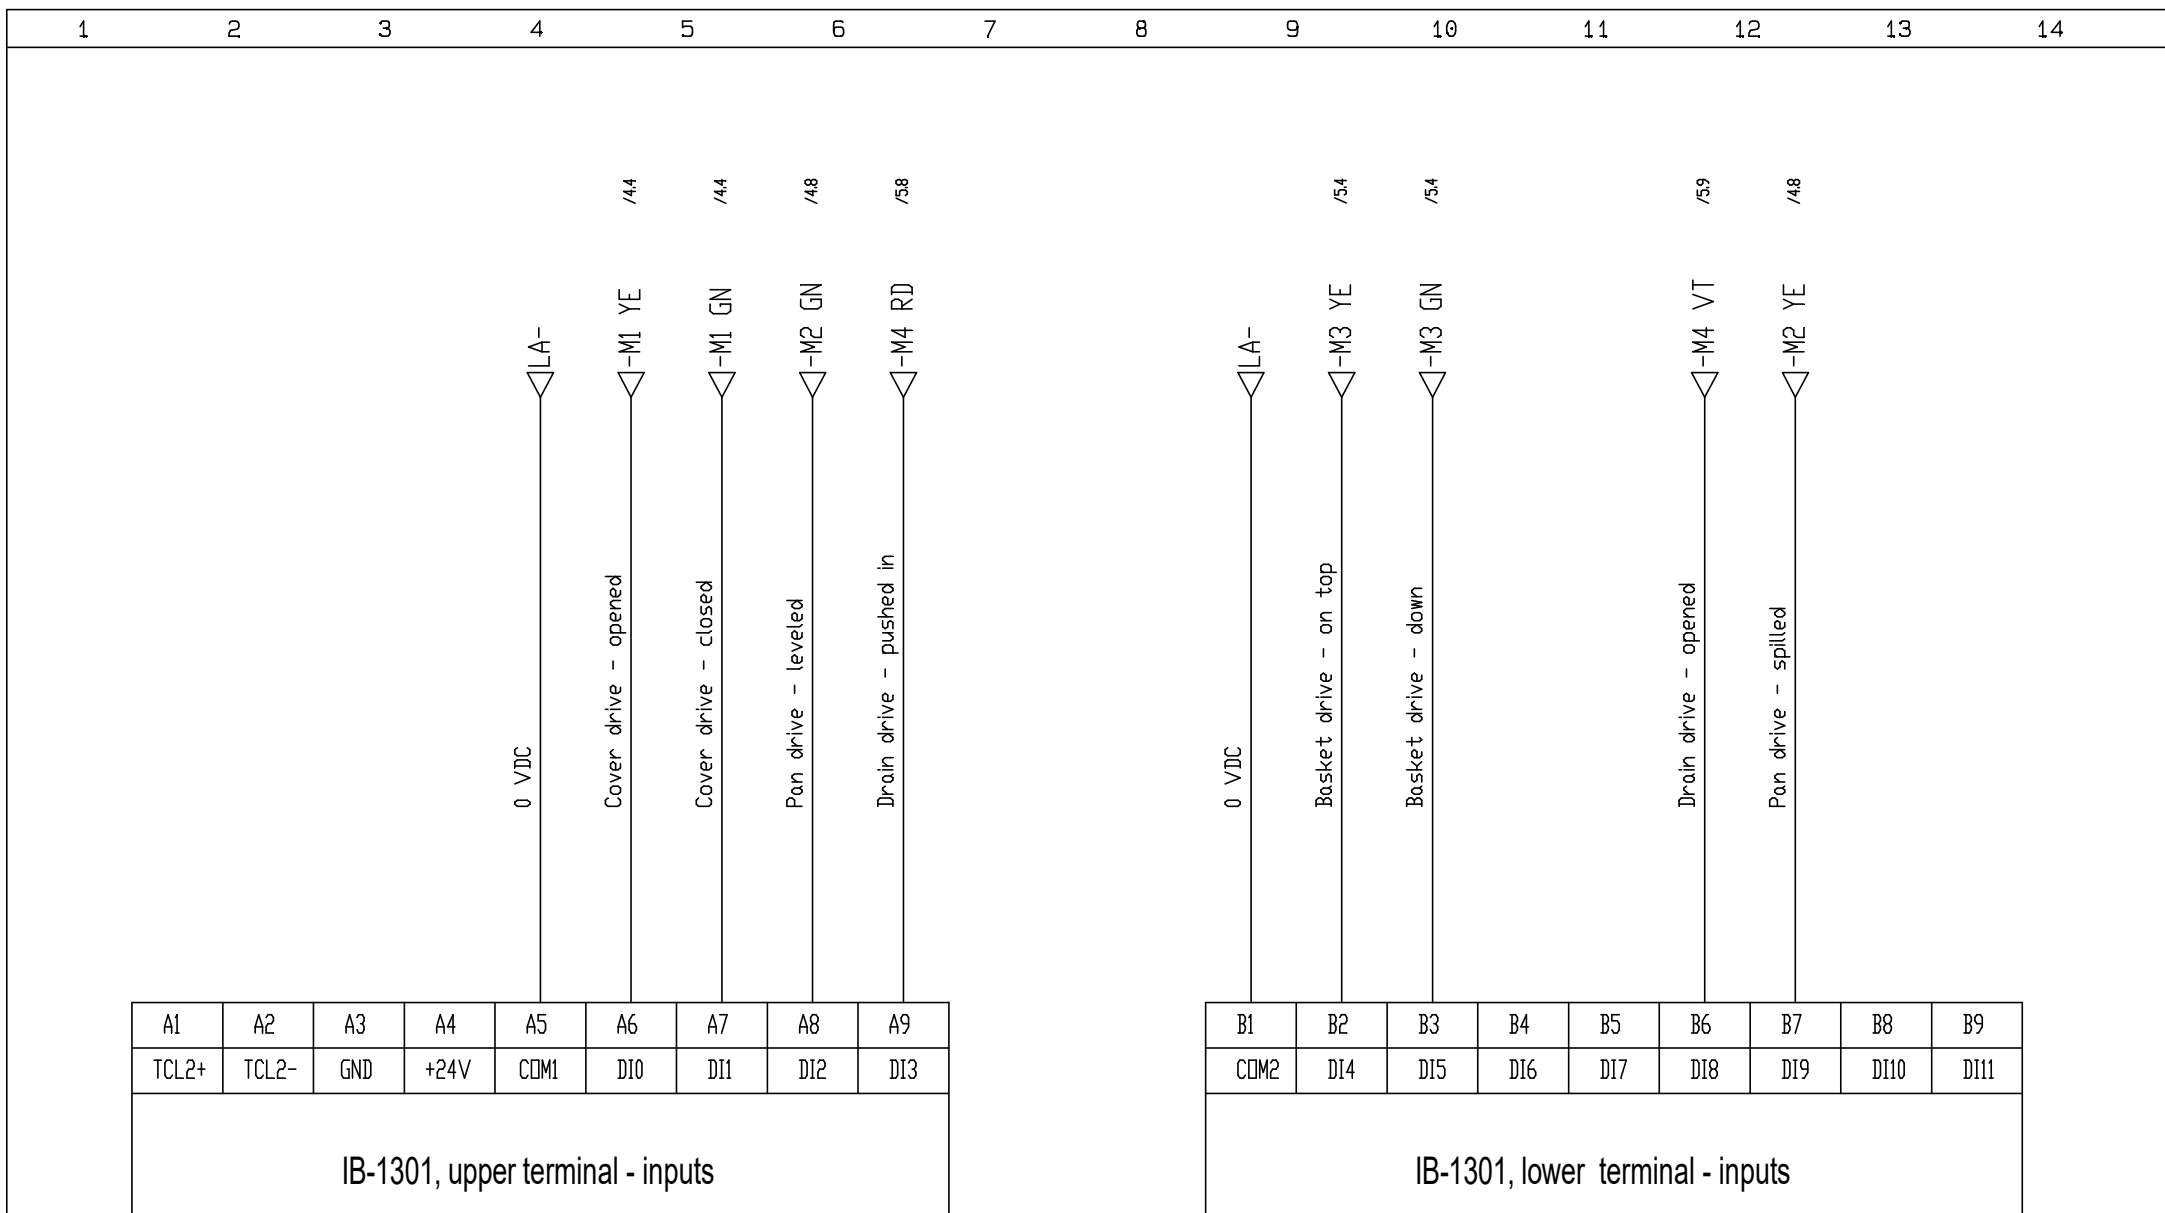 1 2 3 4 5 6 7 8 9 10 11 12 13 14
/4.4 /4.4 /4.8 /5.8 /5.4 /5.4 /5.9 /4.8
LA-
-M1 YE
-M1 GN
-M2 GN
-M4 RD
LA-
-M3 YE
-M3 GN
-M4 VT
-M2 YE
0 VDC
Cover drive - opened
Cover drive - closed
Pan drive - leveled
Drain drive - pushed in
0 VDC
Basket drive - on top
Basket drive - down
Drain drive - opened
Pan drive - spilled
A1 A2 A3 A4 A5 A6 A7 A8 A9
TCL2+ TCL2- GND +24V COM1 DI0 DI1 DI2 DI3
IB-1301, upper terminal - inputs
B1 B2 B3 B4 B5 B6 B7 B8 B9
COM2 DI4 DI5 DI6 DI7 DI8 DI9 DI10 DI11
IB-1301, lower terminal - inputs